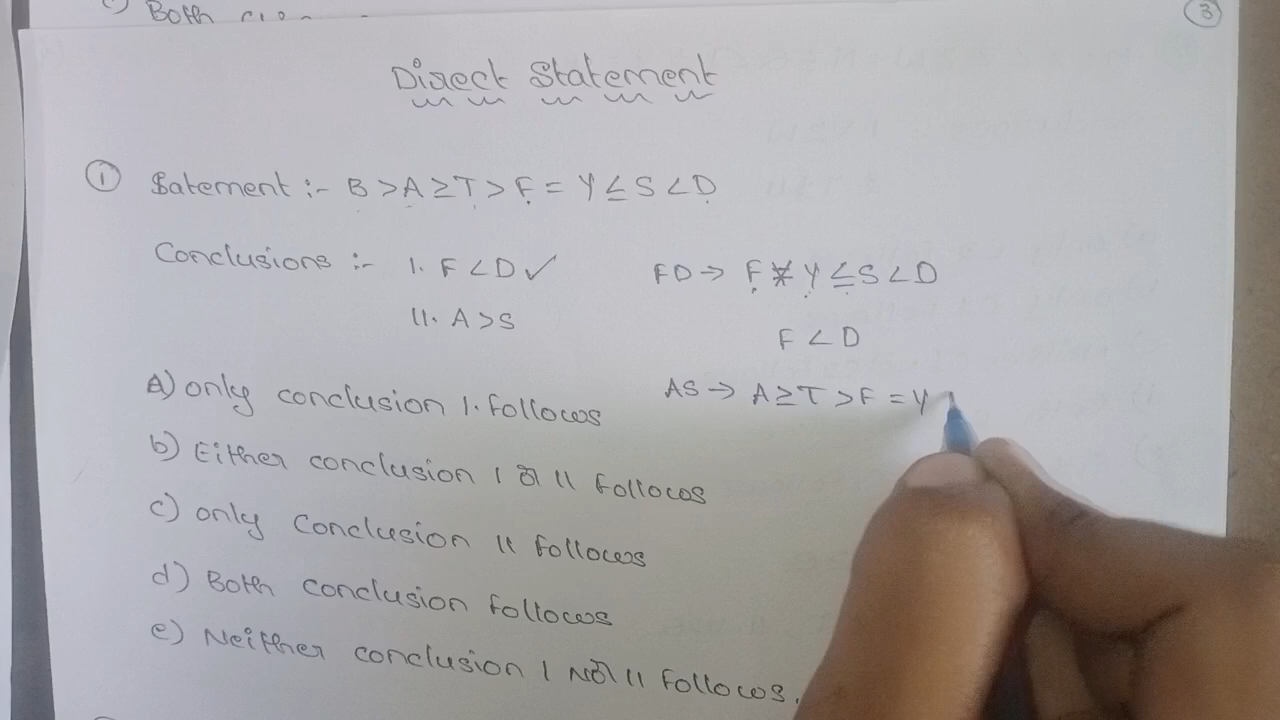 Both
3
Direct Statement
① Satement :- B > A ≥ T > F = Y ≤ S < D
Conclusions :- I. F < D ✓
II. A > S
FD → F = Y ≤ S < D
F < D
AS → A ≥ T > F = Y
A) only conclusion I. follows
b) Either conclusion I or II follows
c) only conclusion II follows
d) Both conclusion follows
e) Neither conclusion I Nor II follows.